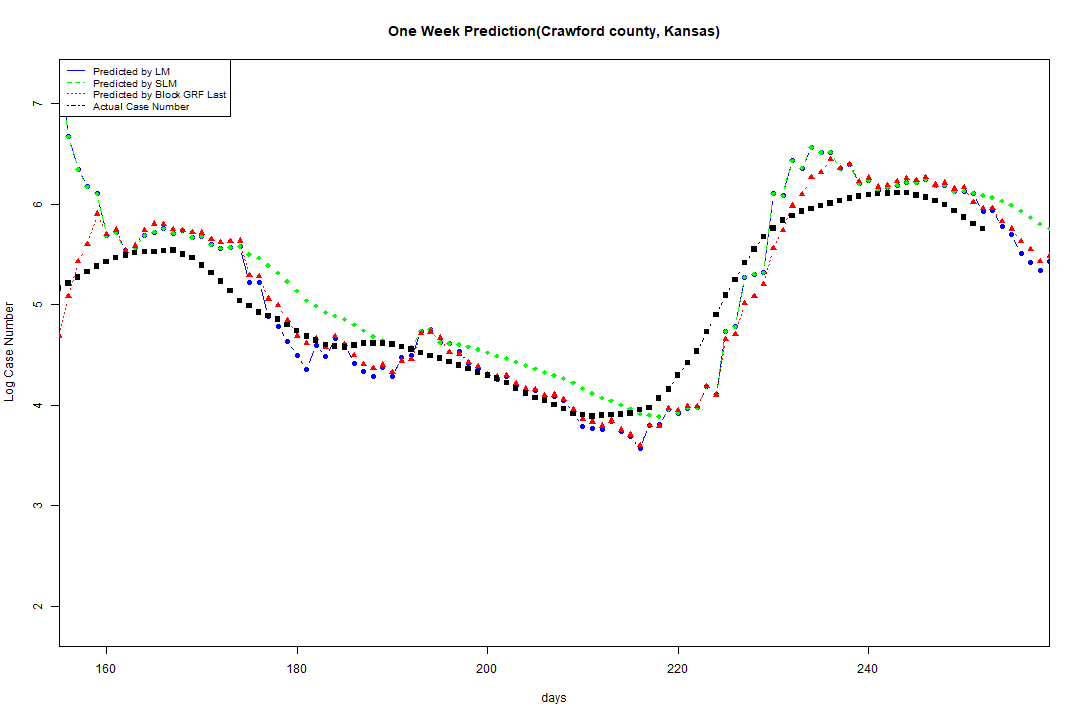 One Week Prediction(Crawford county, Kansas)
Predicted by LM
Predicted by SLM
Predicted by Block GRF Last
Actual Case Number
7
6
5
4
3
2
Log Case Number
160 180 200 220 240
days